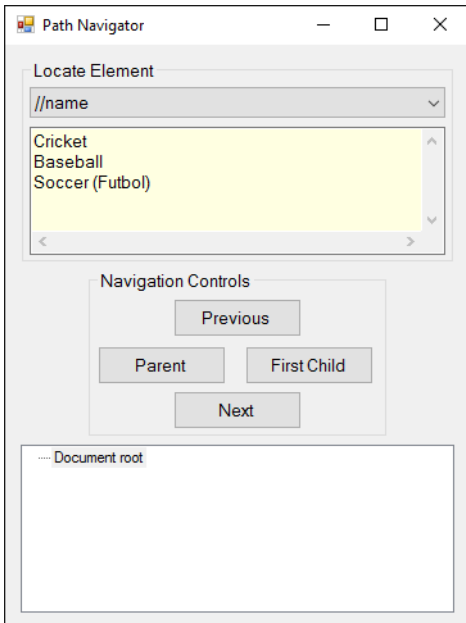 Path Navigator
Locate Element
//name
Cricket
Baseball
Soccer (Futbol)
Navigation Controls
Previous
Parent First Child
Next
Document root